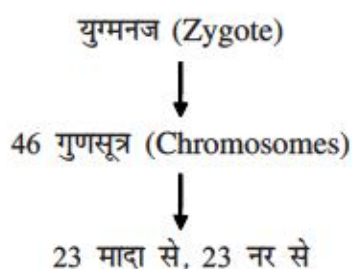 युग्मनज (Zygote)
46 गुणसूत्र (Chromosomes)
23 मादा से, 23 नर से